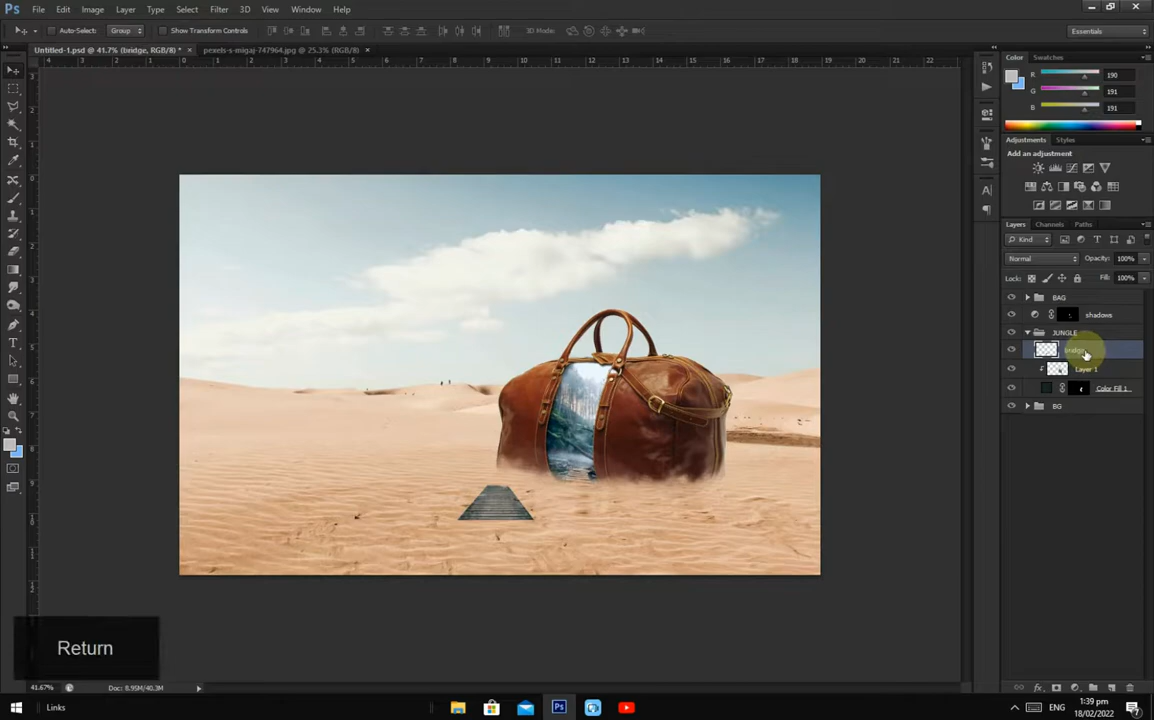 Ps File Edit Image Layer Type Select Filter 3D View Window Help
Auto-Select: Group Show Transform Controls 3D Mode: Essentials
Untitled-1.psd @ 41.7% (bridge, RGB/8) * × pexels-s-migaj-747964.jpg @ 25.3% (RGB/8) ×
Color Swatches
R 190
G 191
B 191
Adjustments Styles
Add an adjustment
Layers Channels Paths
Kind
Normal Opacity: 100%
Lock: Fill: 100%
BAG
shadows
JUNGLE
bridge
Layer 1
Color Fill 1
BG
Return
41.67% Doc: 8.95M/40.3M
Links Ps ENG 1:39 pm
18/02/2022 7